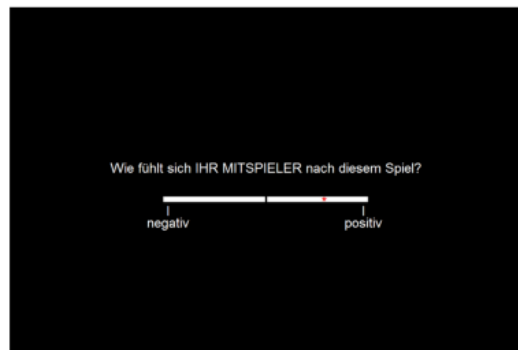 Wie fühlt sich IHR MITSPIELER nach diesem Spiel?
negativ positiv